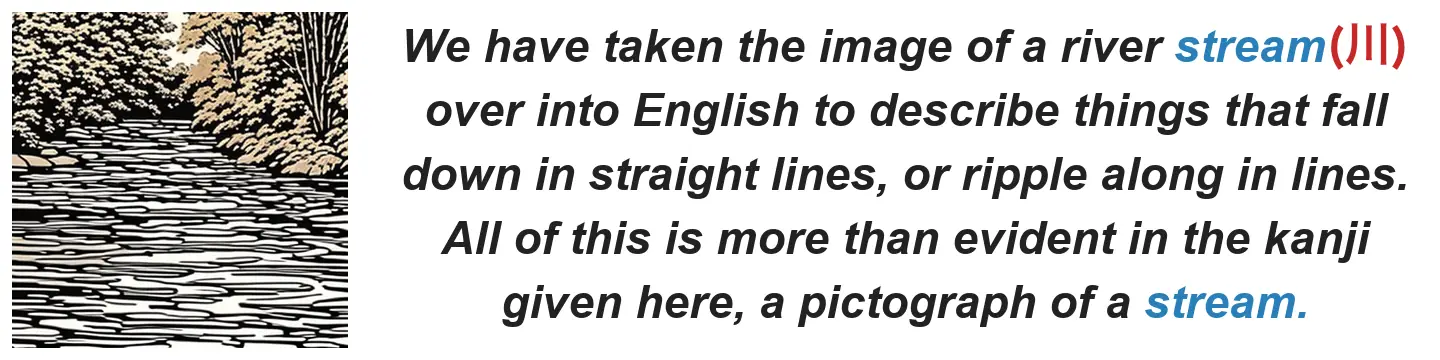 We have taken the image of a river stream(川)
over into English to describe things that fall
down in straight lines, or ripple along in lines.
All of this is more than evident in the kanji
given here, a pictograph of a stream.